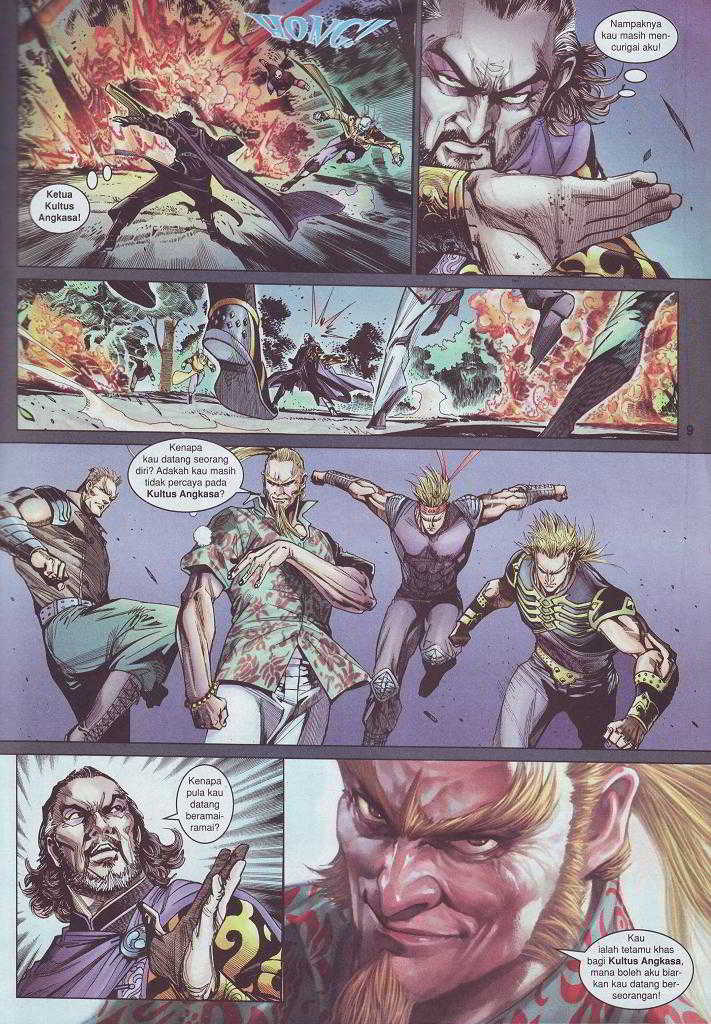 HONG!
Ketua
Kultus
Angkasa!
Nampaknya
kau masih men-
curigai aku!
9
Kenapa
kau datang seorang
diri? Adakah kau masih
tidak percaya pada
Kultus Angkasa?
Kenapa
pula kau
datang
beramai-
ramai?
Kau
ialah tetamu khas
bagi Kultus Angkasa,
mana boleh aku biar-
kan kau datang ber-
seorangan!